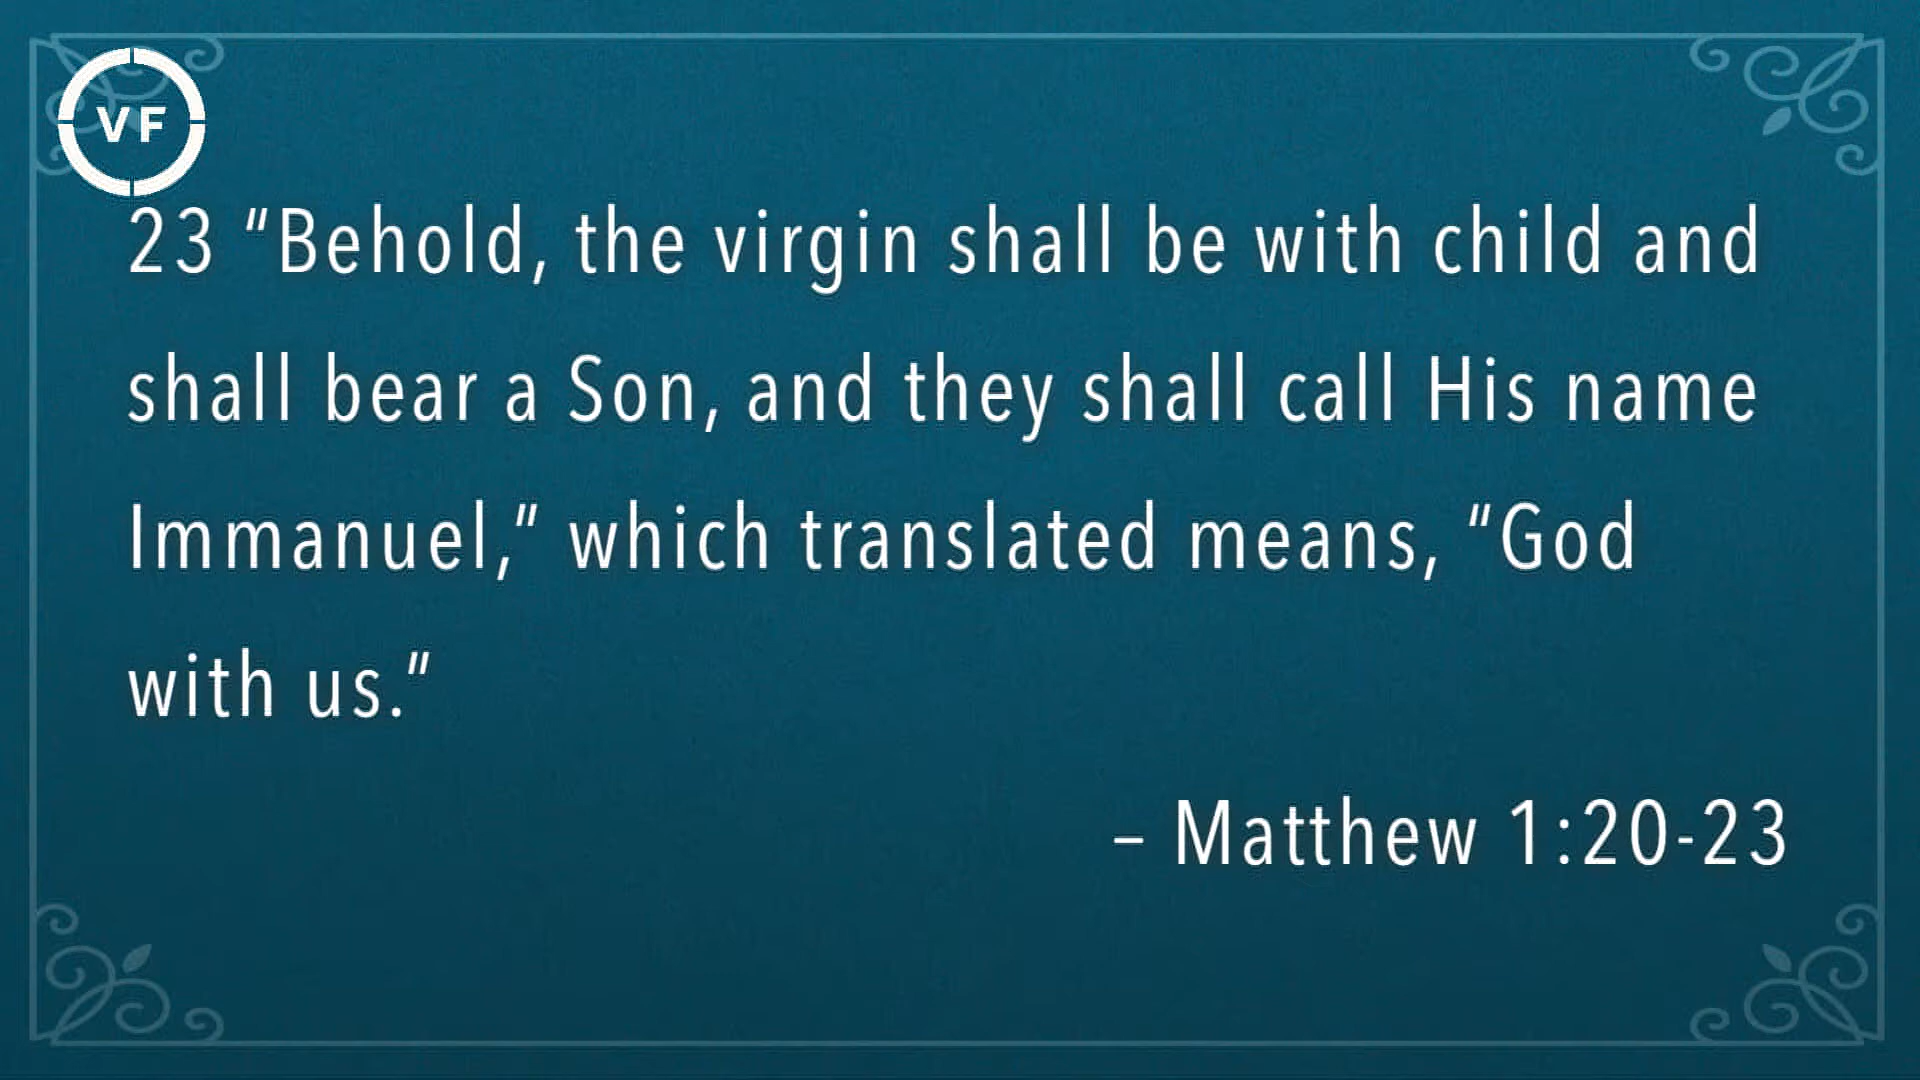 VF
23 “Behold, the virgin shall be with child and
shall bear a Son, and they shall call His name
Immanuel,” which translated means, “God
with us.”
– Matthew 1:20-23